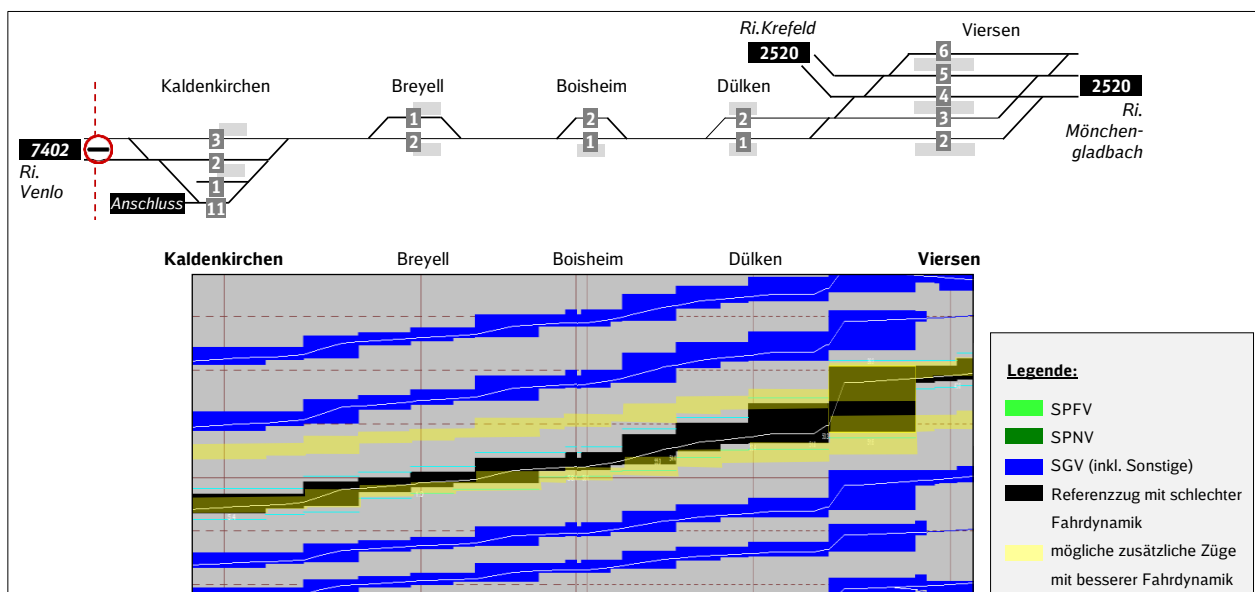 Ri.Krefeld
Viersen
2520
6
Kaldenkirchen
Breyell
Boisheim
Dülken
5
4
2520
1
2
2
3
Ri.
Mönchen-
gladbach
3
2
1
1
2
7402
Ri.
Venlo
2
1
Anschluss
11
Kaldenkirchen
Breyell
Boisheim
Dülken
Viersen
Legende:
SPFV
SPNV
SGV (inkl. Sonstige)
Referenzzug mit schlechter
Fahrdynamik
mögliche zusätzliche Züge
mit besserer Fahrdynamik